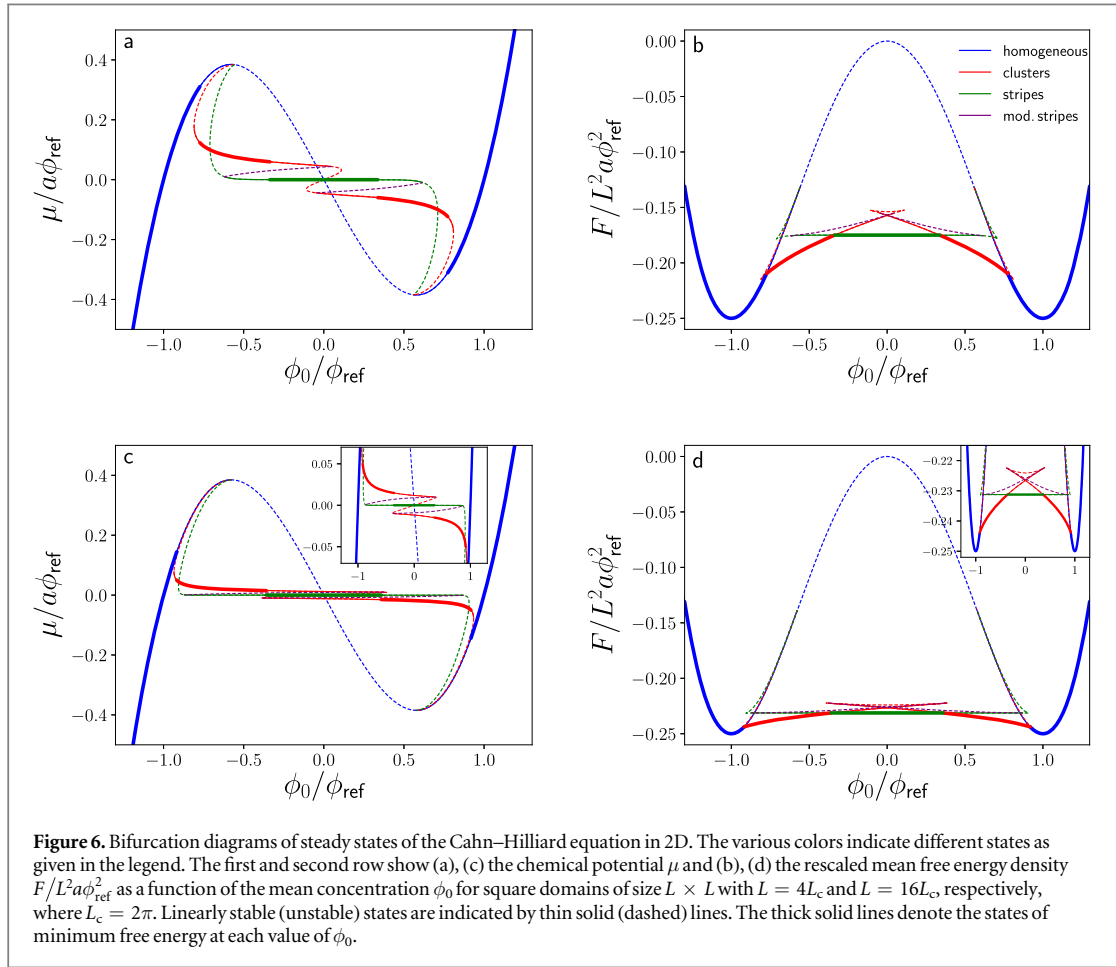 a
μ/aϕref
0.4
0.2
0.0
−0.2
−0.4
−1.0 −0.5 0.0 0.5 1.0
ϕ0/ϕref
b
F/L²aϕ²ref
0.00
−0.05
−0.10
−0.15
−0.20
−0.25
−1.0 −0.5 0.0 0.5 1.0
ϕ0/ϕref
homogeneous
clusters
stripes
mod. stripes
c
μ/aϕref
0.4
0.2
0.0
−0.2
−0.4
−1.0 −0.5 0.0 0.5 1.0
ϕ0/ϕref
0.05
0.00
−0.05
−1 0 1
d
F/L²aϕ²ref
0.00
−0.05
−0.10
−0.15
−0.20
−0.25
−1.0 −0.5 0.0 0.5 1.0
ϕ0/ϕref
−0.22
−0.23
−0.24
−0.25
−1 0 1
Figure 6. Bifurcation diagrams of steady states of the Cahn–Hilliard equation in 2D. The various colors indicate different states as
given in the legend. The first and second row show (a), (c) the chemical potential μ and (b), (d) the rescaled mean free energy density
F/L²aϕ²ref as a function of the mean concentration ϕ0 for square domains of size L × L with L = 4Lc and L = 16Lc, respectively,
where Lc = 2π. Linearly stable (unstable) states are indicated by thin solid (dashed) lines. The thick solid lines denote the states of
minimum free energy at each value of ϕ0.